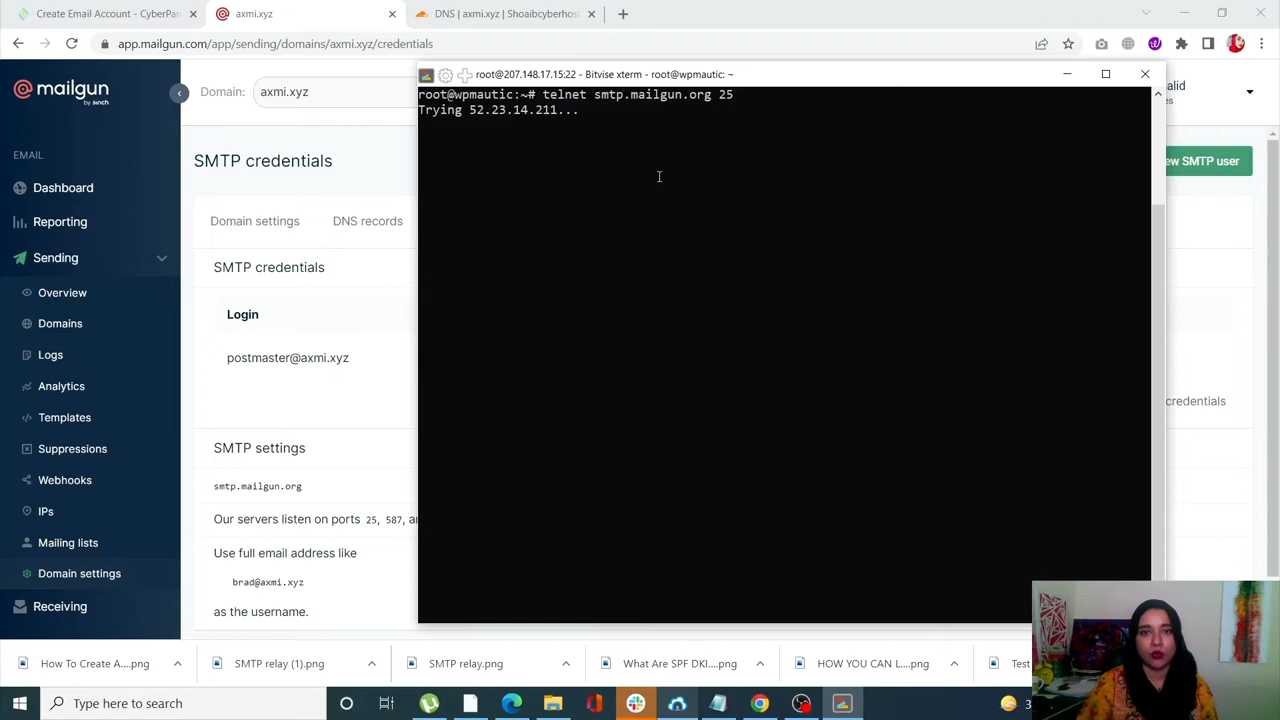 Create Email Account - CyberPan
axmi.xyz
DNS | axmi.xyz | Shoaibcyberhost
app.mailgun.com/app/sending/domains/axmi.xyz/credentials
mailgun
by sinch
Domain:
axmi.xyz
alid
es
root@207.148.17.15:22 - Bitvise xterm - root@wpmautic: ~
root@wpmautic:~# telnet smtp.mailgun.org 25
Trying 52.23.14.211...
EMAIL
Dashboard
Reporting
Sending
Overview
Domains
Logs
Analytics
Templates
Suppressions
Webhooks
IPs
Mailing lists
Domain settings
Receiving
SMTP credentials
ew SMTP user
Domain settings
DNS records
SMTP credentials
Login
postmaster@axmi.xyz
credentials
SMTP settings
smtp.mailgun.org
Our servers listen on ports 25, 587, an
Use full email address like
brad@axmi.xyz
as the username.
How To Create A....png
SMTP relay (1).png
SMTP relay.png
What Are SPF DKI....png
HOW YOU CAN L....png
Test
Type here to search
3